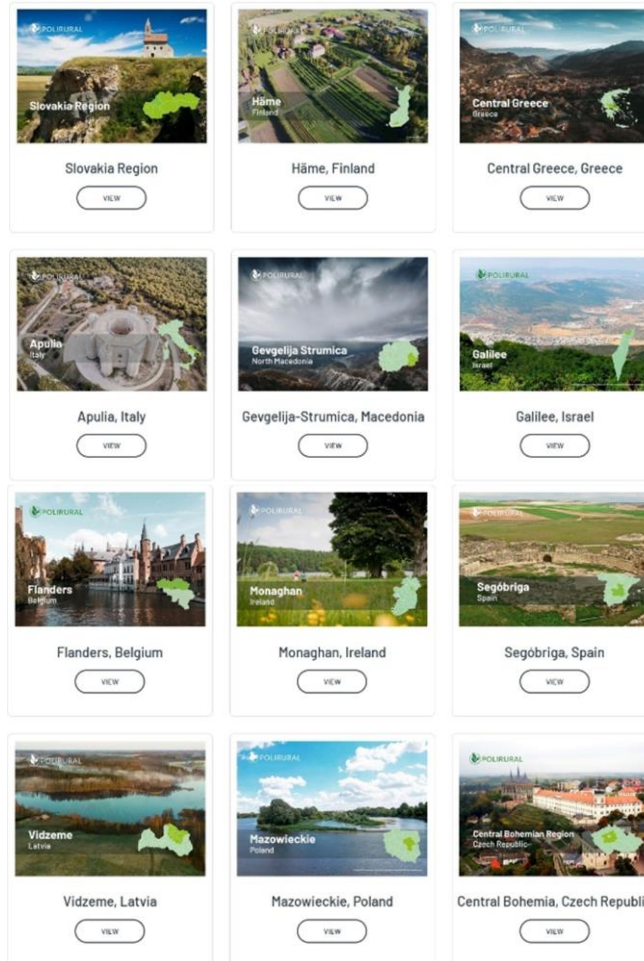 POLIRURAL
Slovakia Region
Slovakia Region
VIEW
POLIRURAL
Häme
Finland
Häme, Finland
VIEW
POLIRURAL
Central Greece
Greece
Central Greece, Greece
VIEW
POLIRURAL
Apulia
Italy
Apulia, Italy
VIEW
POLIRURAL
Gevgelija Strumica
North Macedonia
Gevgelija-Strumica, Macedonia
VIEW
POLIRURAL
Galilee
Israel
Galilee, Israel
VIEW
POLIRURAL
Flanders
Belgium
Flanders, Belgium
VIEW
POLIRURAL
Monaghan
Ireland
Monaghan, Ireland
VIEW
POLIRURAL
Segóbriga
Spain
Segóbriga, Spain
VIEW
POLIRURAL
Vidzeme
Latvia
Vidzeme, Latvia
VIEW
POLIRURAL
Mazowieckie
Poland
Mazowieckie, Poland
VIEW
POLIRURAL
Central Bohemian Region
Czech Republic
Central Bohemia, Czech Republi
VIEW